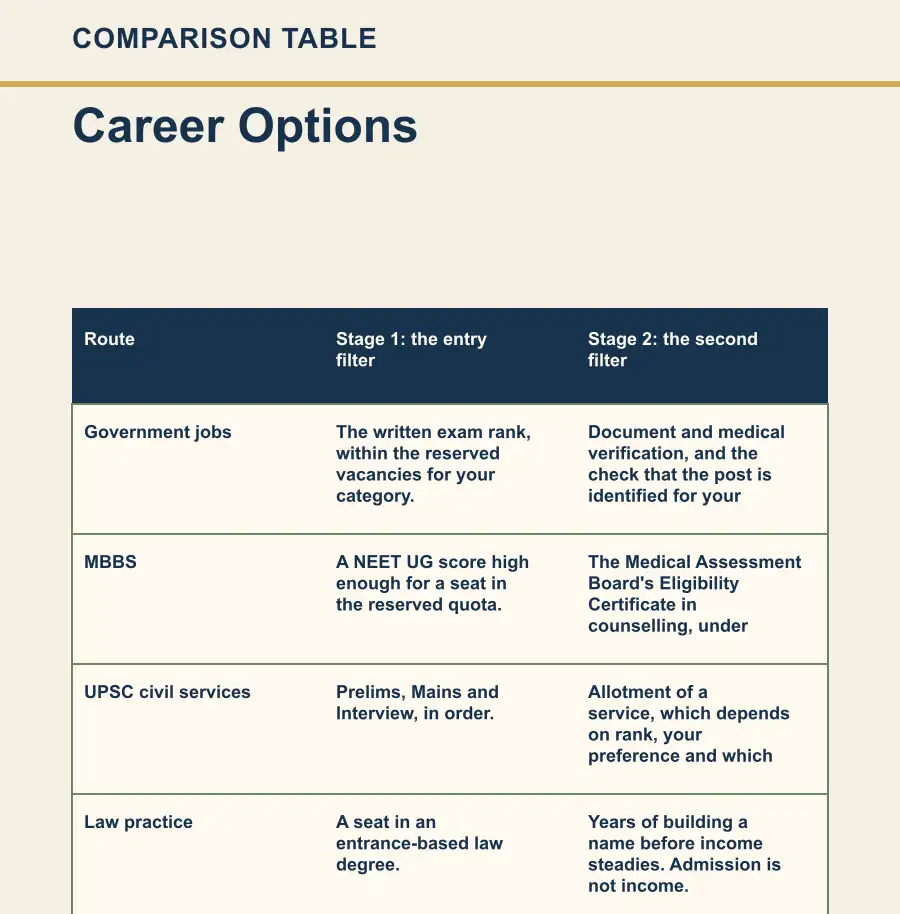 COMPARISON TABLE
Career Options
Route
Stage 1: the entry
filter
Stage 2: the second
filter
Government jobs
The written exam rank,
within the reserved
vacancies for your
category.
Document and medical
verification, and the
check that the post is
identified for your
MBBS
A NEET UG score high
enough for a seat in
the reserved quota.
The Medical Assessment
Board's Eligibility
Certificate in
counselling, under
UPSC civil services
Prelims, Mains and
Interview, in order.
Allotment of a
service, which depends
on rank, your
preference and which
Law practice
A seat in an
entrance-based law
degree.
Years of building a
name before income
steadies. Admission is
not income.